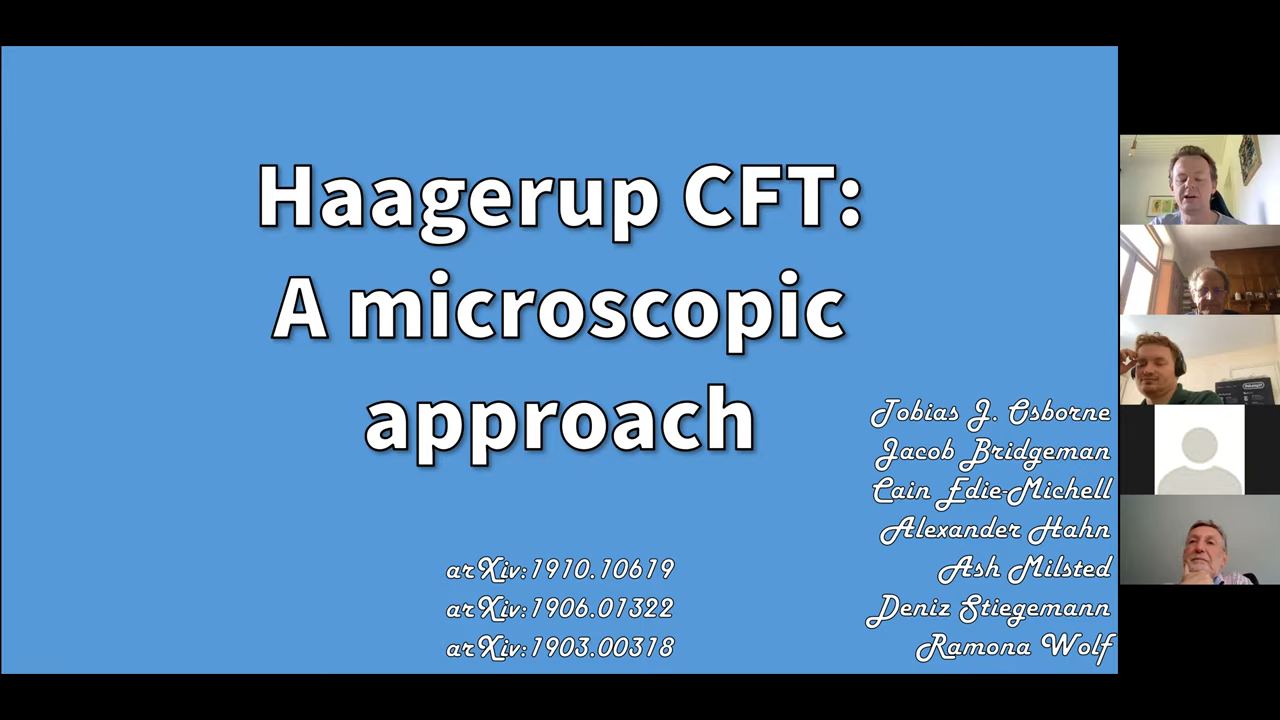 Haagerup CFT:
A microscopic
approach
Tobias J. Osborne
Jacob Bridgeman
Cain Edie-Michell
Alexander Hahn
Ash Milsted
Deniz Stiegemann
Ramona Wolf
arXiv:1910.10619
arXiv:1906.01322
arXiv:1903.00318